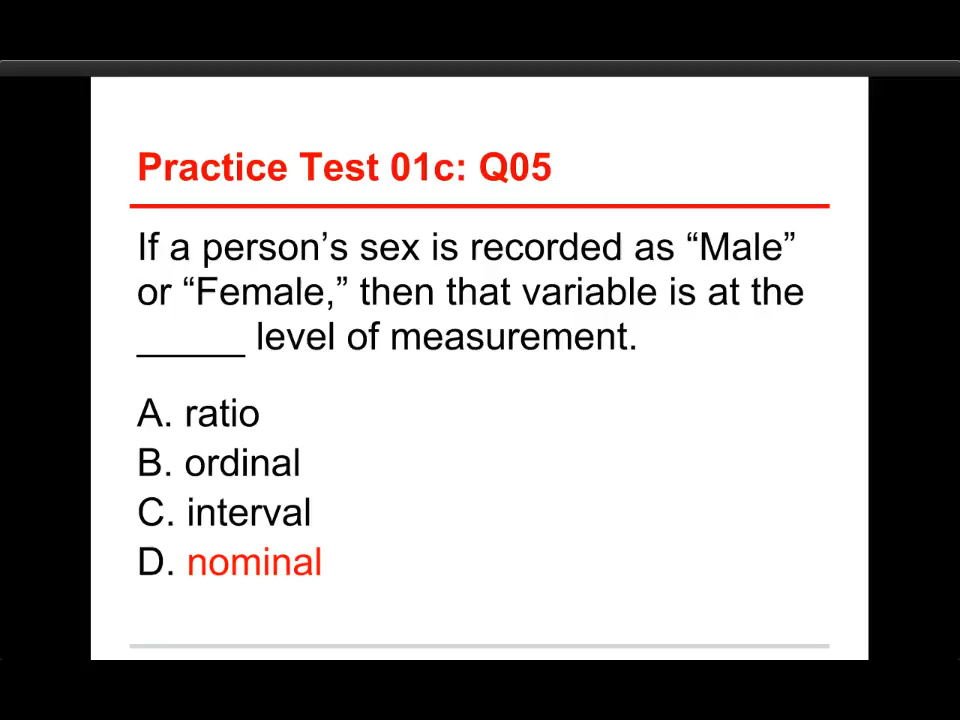 Practice Test 01c: Q05
If a person’s sex is recorded as “Male”
or “Female,” then that variable is at the
_____ level of measurement.
A. ratio
B. ordinal
C. interval
D. nominal